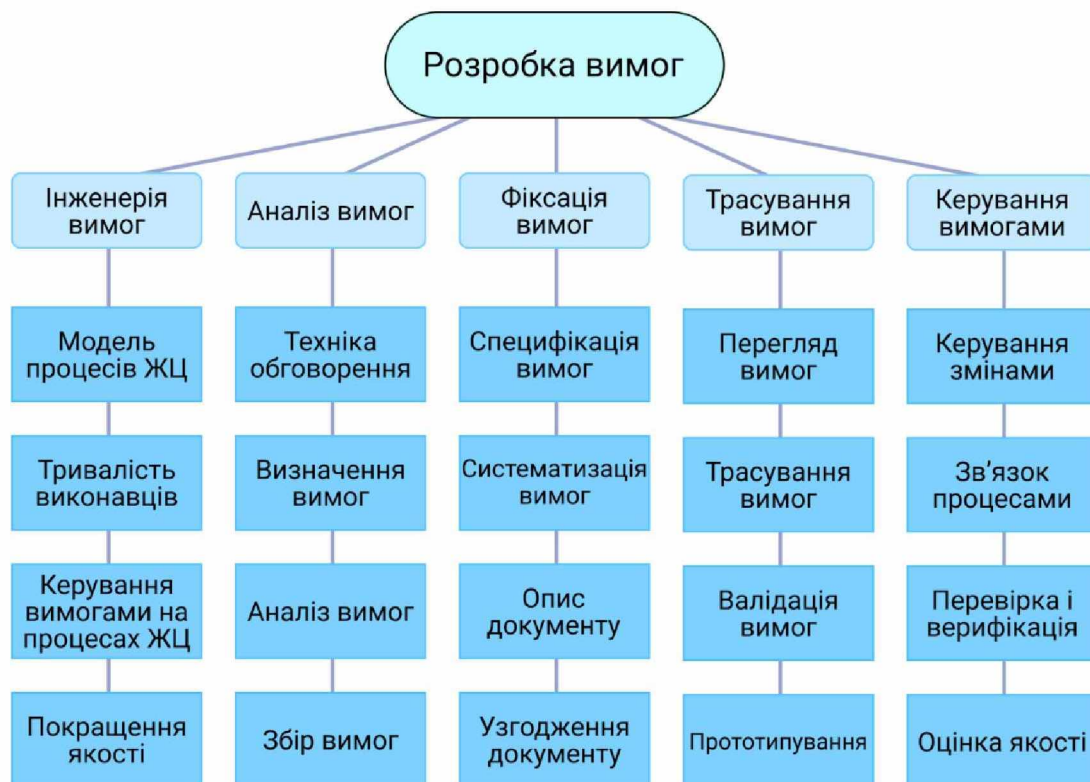 Розробка вимог
Інженерія
вимог
Аналіз вимог
Фіксація
вимог
Трасування
вимог
Керування
вимогами
Модель
процесів ЖЦ
Техніка
обговорення
Специфікація
вимог
Перегляд
вимог
Керування
змінами
Тривалість
виконавців
Визначення
вимог
Систематизація
вимог
Трасування
вимог
Зв’язок
процесами
Керування
вимогами на
процесах ЖЦ
Аналіз вимог
Опис
документу
Валідація
вимог
Перевірка і
верифікація
Покращення
якості
Збір вимог
Узгодження
документу
Прототипування
Оцінка якості